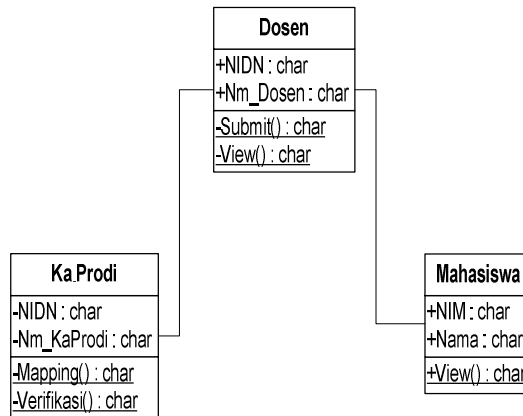 Dosen
+NIDN : char
+Nm_Dosen : char
-Submit() : char
-View() : char
Ka.Prodi
-NIDN : char
-Nm_KaProdi : char
-Mapping() : char
-Verifikasi() : char
Mahasiswa
+NIM : char
+Nama : char
+View() : char